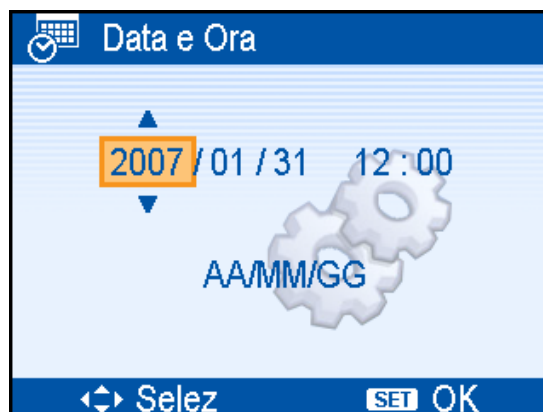 Data e Ora
2007 / 01 / 31 12 : 00
AA/MM/GG
Selez SET OK